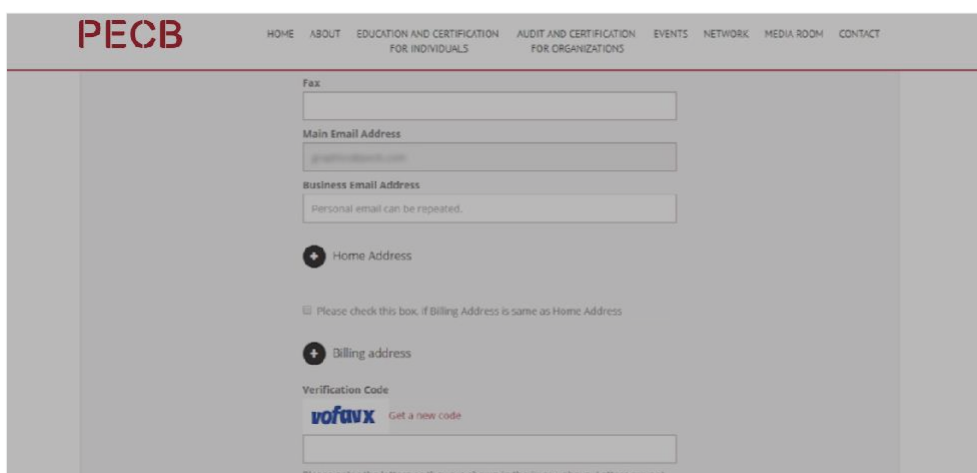 PECB
HOME ABOUT EDUCATION AND CERTIFICATION AUDIT AND CERTIFICATION EVENTS NETWORK MEDIA ROOM CONTACT
FOR INDIVIDUALS FOR ORGANIZATIONS
Fax
Main Email Address
Business Email Address
Personal email can be repeated.
Home Address
Please check this box, if Billing Address is same as Home Address
Billing address
Verification Code
vofavx Get a new code